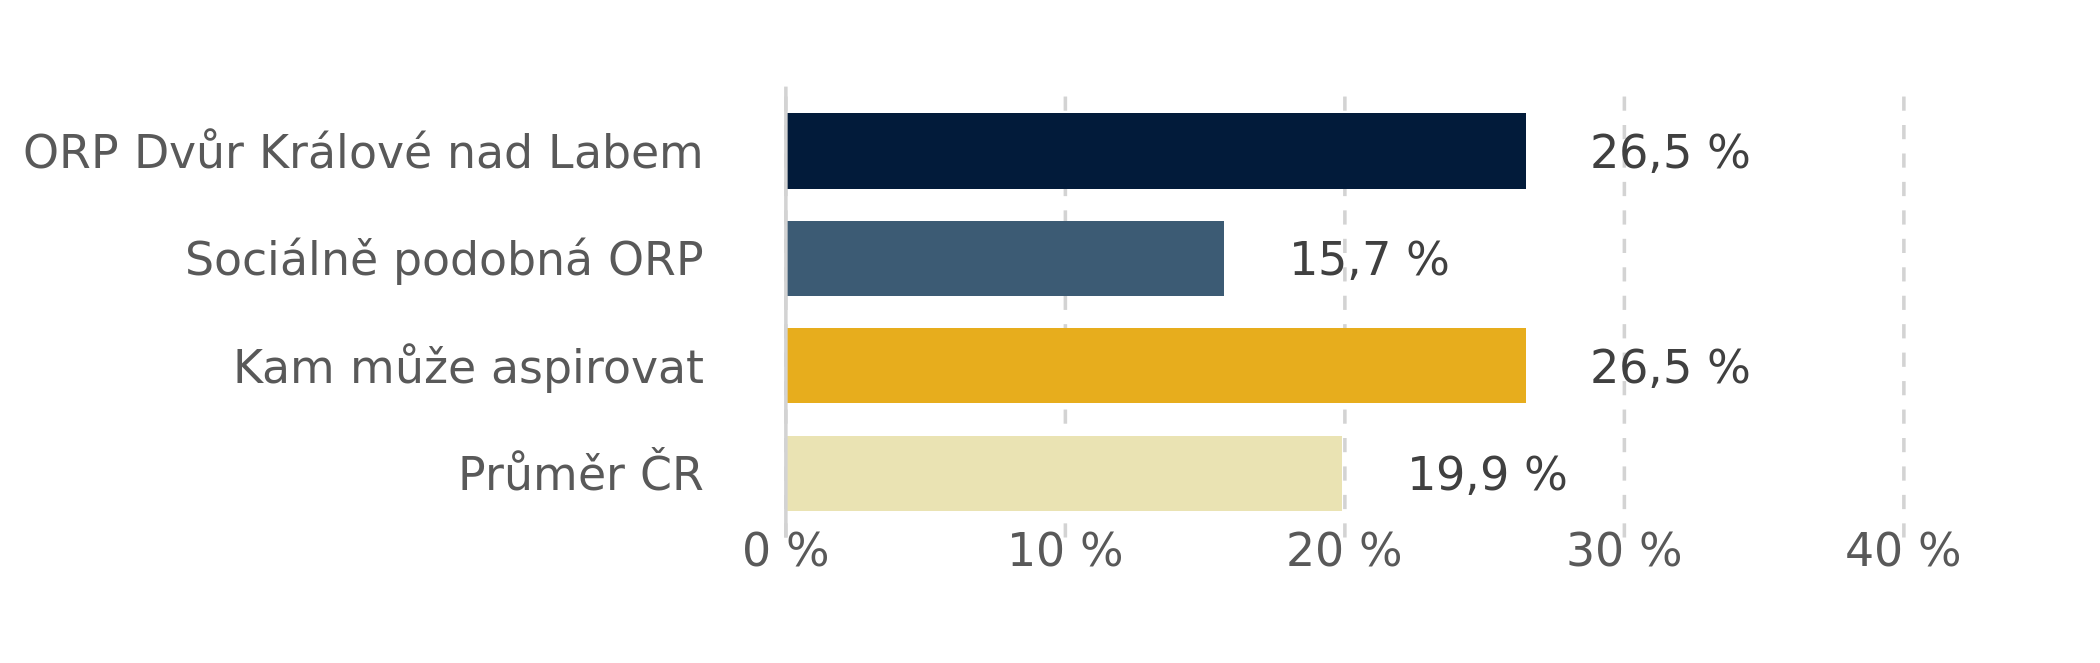 ORP Dvůr Králové nad Labem 26,5 %
Sociálně podobná ORP 15,7 %
Kam může aspirovat 26,5 %
Průměr ČR 19,9 %
0 % 10 % 20 % 30 % 40 %